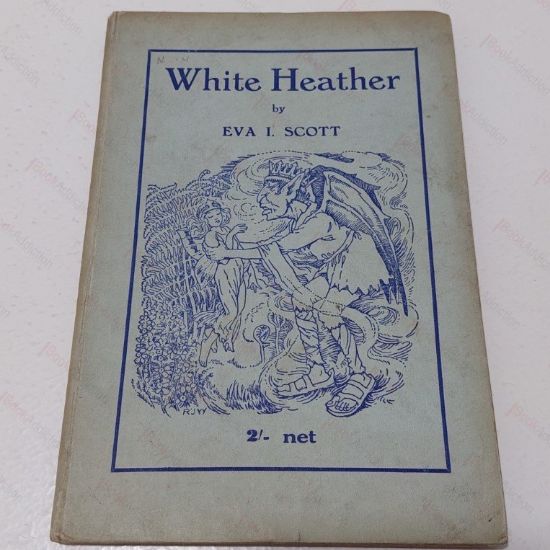 White Heather
by
EVA I. SCOTT
2/- net